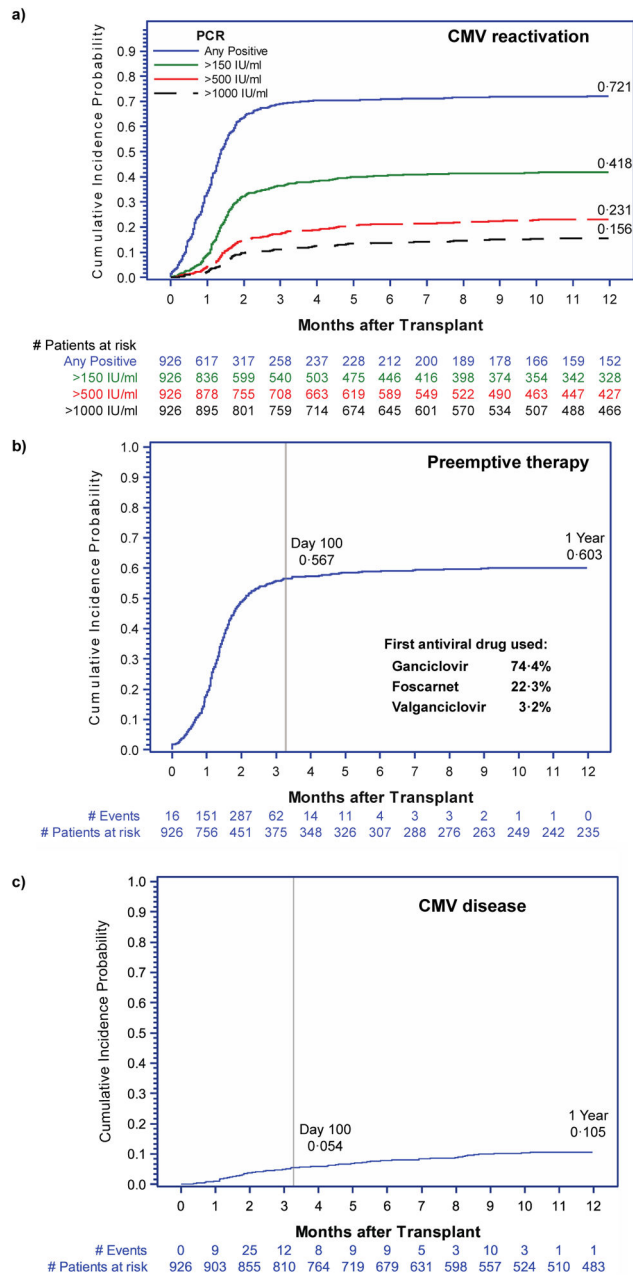 a)
CMV reactivation
PCR
Any Positive
>150 IU/ml
>500 IU/ml
>1000 IU/ml
Cumulative Incidence Probability
0.9
0.8
0.7
0.6
0.5
0.4
0.3
0.2
0.1
0.0
0·721
0·418
0·231
0·156
0 1 2 3 4 5 6 7 8 9 10 11 12
Months after Transplant
# Patients at risk
Any Positive 926 617 317 258 237 228 212 200 189 178 166 159 152
>150 IU/ml 926 836 599 540 503 475 446 416 398 374 354 342 328
>500 IU/ml 926 878 755 708 663 619 589 549 522 490 463 447 427
>1000 IU/ml 926 895 801 759 714 674 645 601 570 534 507 488 466
b)
Preemptive therapy
Cumulative Incidence Probability
1.0
0.9
0.8
0.7
0.6
0.5
0.4
0.3
0.2
0.1
0.0
Day 100
0·567
1 Year
0·603
First antiviral drug used:
Ganciclovir 74·4%
Foscarnet 22·3%
Valganciclovir 3·2%
0 1 2 3 4 5 6 7 8 9 10 11 12
Months after Transplant
# Events 16 151 287 62 14 11 4 3 3 2 1 1 0
# Patients at risk 926 756 451 375 348 326 307 288 276 263 249 242 235
c)
CMV disease
Cumulative Incidence Probability
1.0
0.9
0.8
0.7
0.6
0.5
0.4
0.3
0.2
0.1
0.0
Day 100
0·054
1 Year
0·105
0 1 2 3 4 5 6 7 8 9 10 11 12
Months after Transplant
# Events 0 9 25 12 8 9 9 5 3 10 3 1 1
# Patients at risk 926 903 855 810 764 719 679 631 598 557 524 510 483